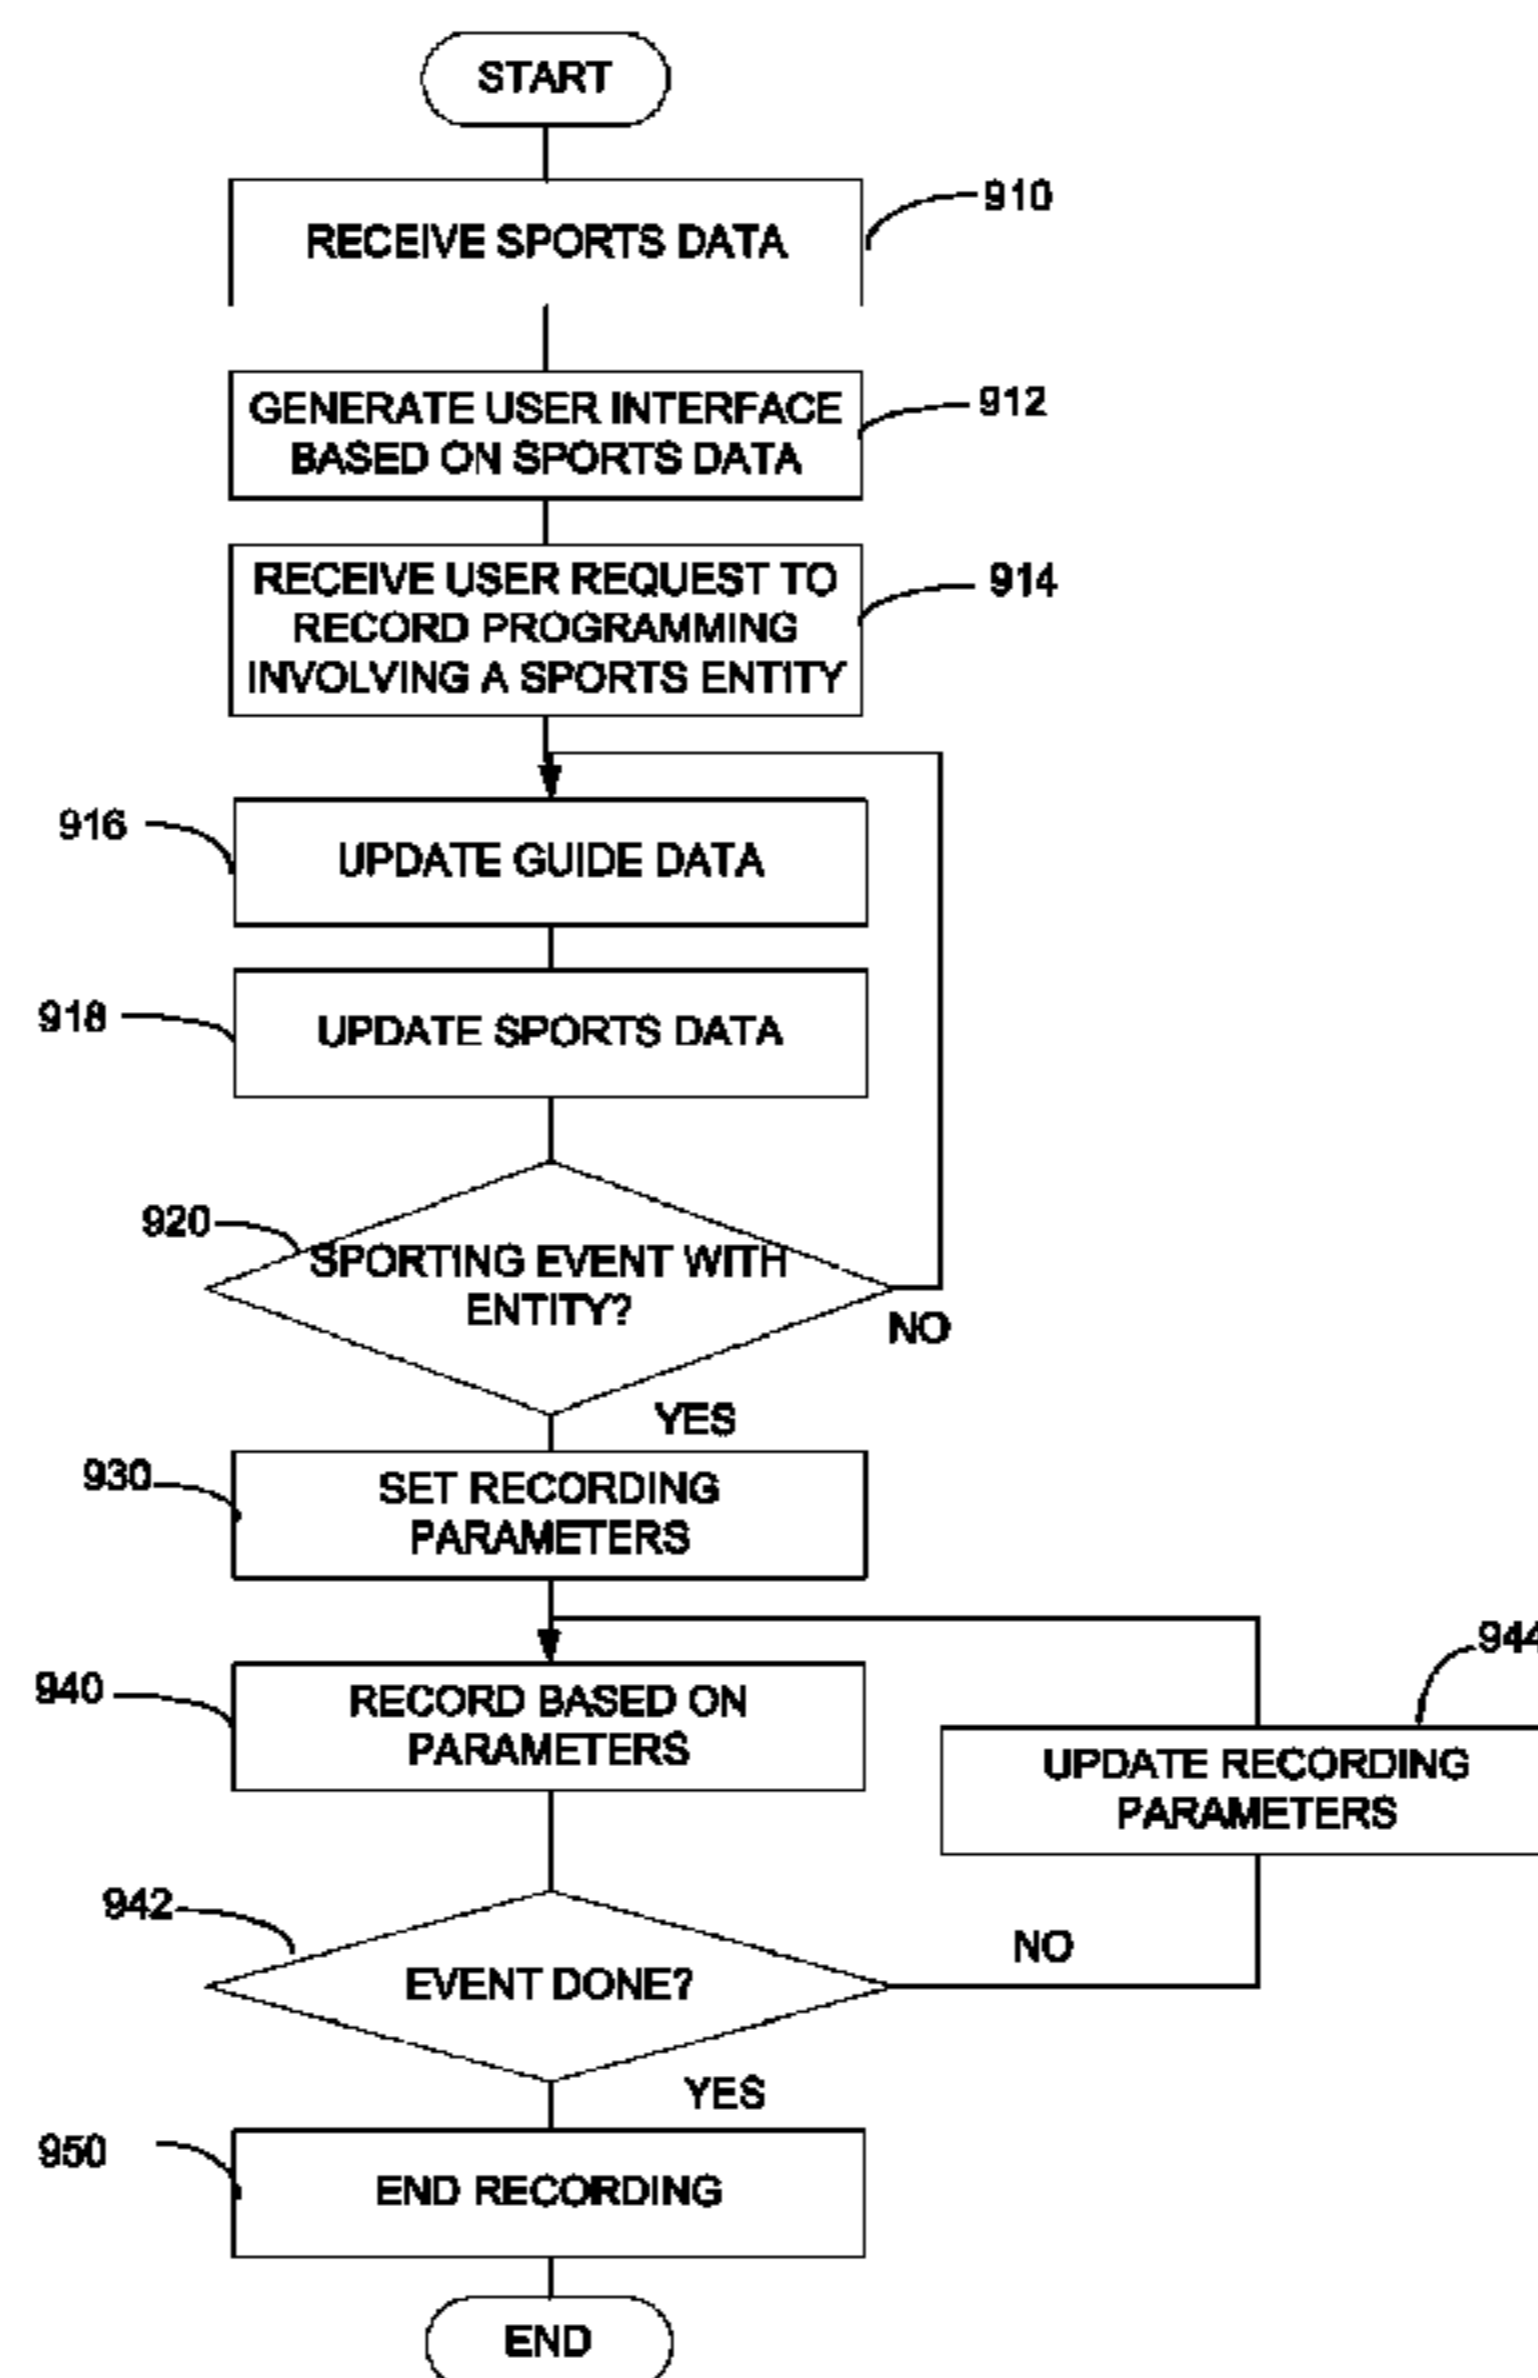 START
RECEIVE SPORTS DATA
910
GENERATE USER INTERFACE
BASED ON SPORTS DATA
912
RECEIVE USER REQUEST TO
RECORD PROGRAMMING
INVOLVING A SPORTS ENTITY
914
916
UPDATE GUIDE DATA
918
UPDATE SPORTS DATA
920
SPORTING EVENT WITH
ENTITY?
NO
YES
930
SET RECORDING
PARAMETERS
944
940
RECORD BASED ON
PARAMETERS
UPDATE RECORDING
PARAMETERS
942
EVENT DONE?
NO
YES
950
END RECORDING
END